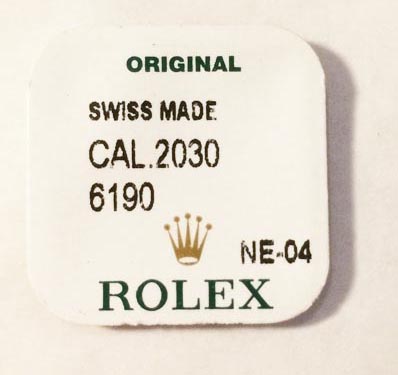 ORIGINAL
SWISS MADE
CAL.2030
6190
NE-04
ROLEX